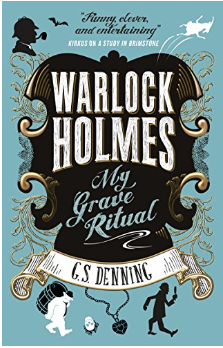 "Funny, clever,
and entertaining"
KIRKUS ON A STUDY IN BRIMSTONE
WARLOCK
HOLMES
My
Grave
Ritual
G.S. DENNING